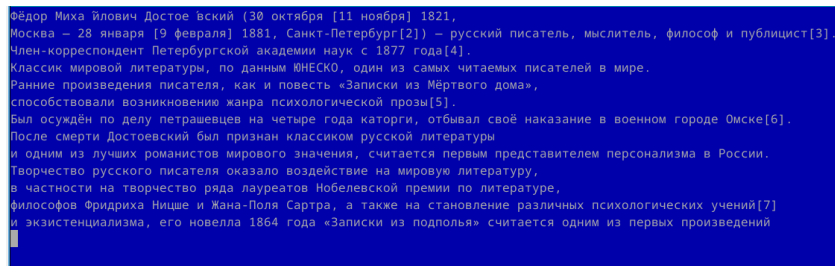 Фёдор Миха ́йлович Достое ́вский (30 октября [11 ноября] 1821,
Москва — 28 января [9 февраля] 1881, Санкт-Петербург[2]) — русский писатель, мыслитель, философ и публицист[3].
Член-корреспондент Петербургской академии наук с 1877 года[4].
Классик мировой литературы, по данным ЮНЕСКО, один из самых читаемых писателей в мире.
Ранние произведения писателя, как и повесть «Записки из Мёртвого дома»,
способствовали возникновению жанра психологической прозы[5].
Был осуждён по делу петрашевцев на четыре года каторги, отбывал своё наказание в военном городе Омске[6].
После смерти Достоевский был признан классиком русской литературы
и одним из лучших романистов мирового значения, считается первым представителем персонализма в России.
Творчество русского писателя оказало воздействие на мировую литературу,
в частности на творчество ряда лауреатов Нобелевской премии по литературе,
философов Фридриха Ницше и Жана-Поля Сартра, а также на становление различных психологических учений[7]
и экзистенциализма, его новелла 1864 года «Записки из подполья» считается одним из первых произведений